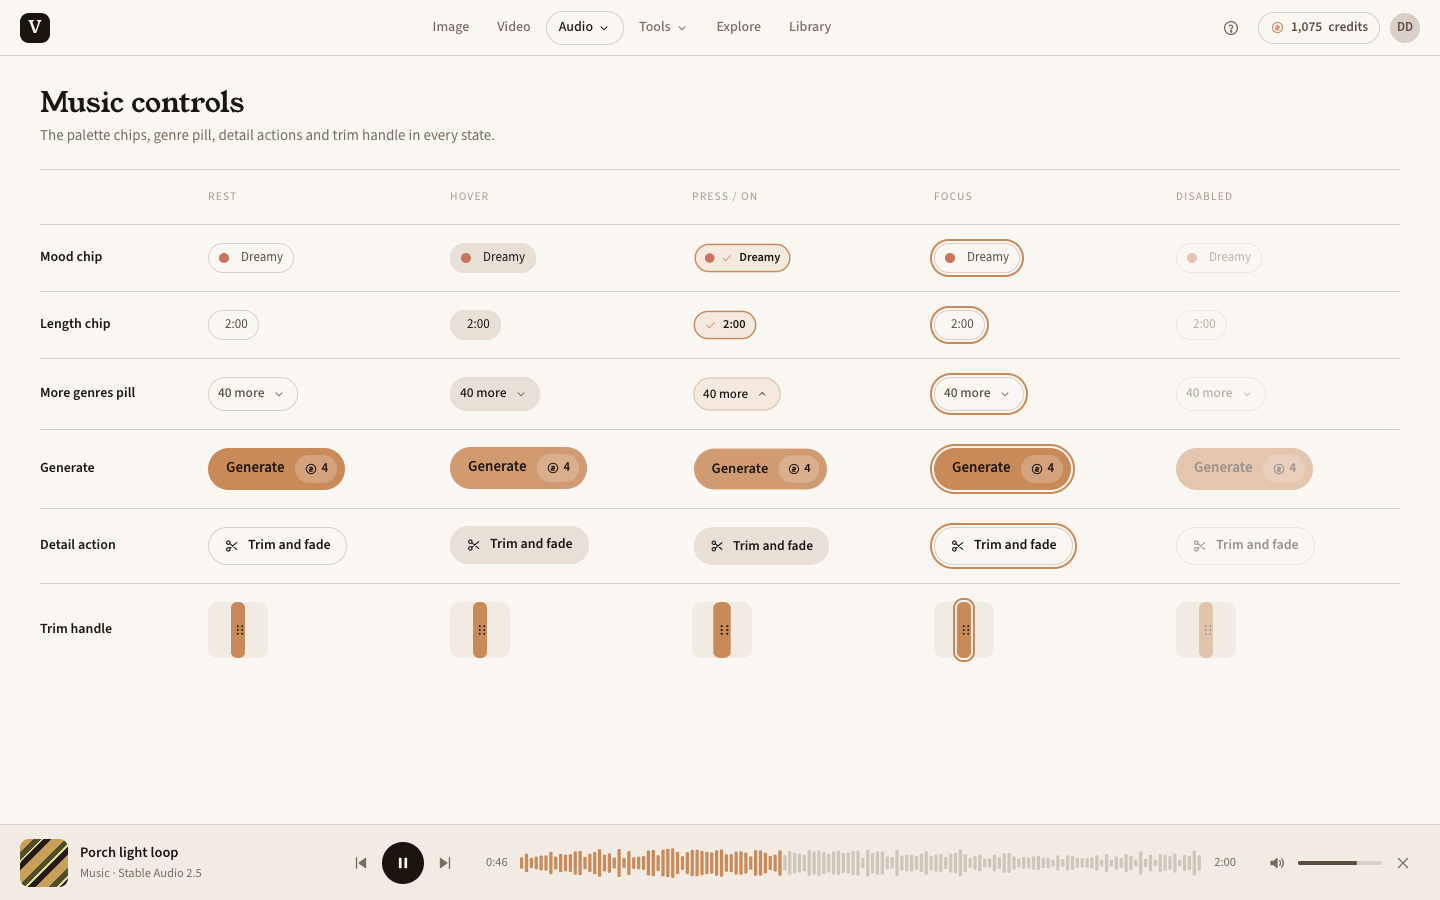 V
Image Video Audio Tools Explore Library
1,075 credits
DD
Music controls
The palette chips, genre pill, detail actions and trim handle in every state.
REST HOVER PRESS / ON FOCUS DISABLED
Mood chip Dreamy Dreamy Dreamy Dreamy Dreamy
Length chip 2:00 2:00 2:00 2:00 2:00
More genres pill 40 more 40 more 40 more 40 more 40 more
Generate Generate 4 Generate 4 Generate 4 Generate 4 Generate 4
Detail action Trim and fade Trim and fade Trim and fade Trim and fade Trim and fade
Trim handle
Porch light loop
Music · Stable Audio 2.5
0:46
2:00